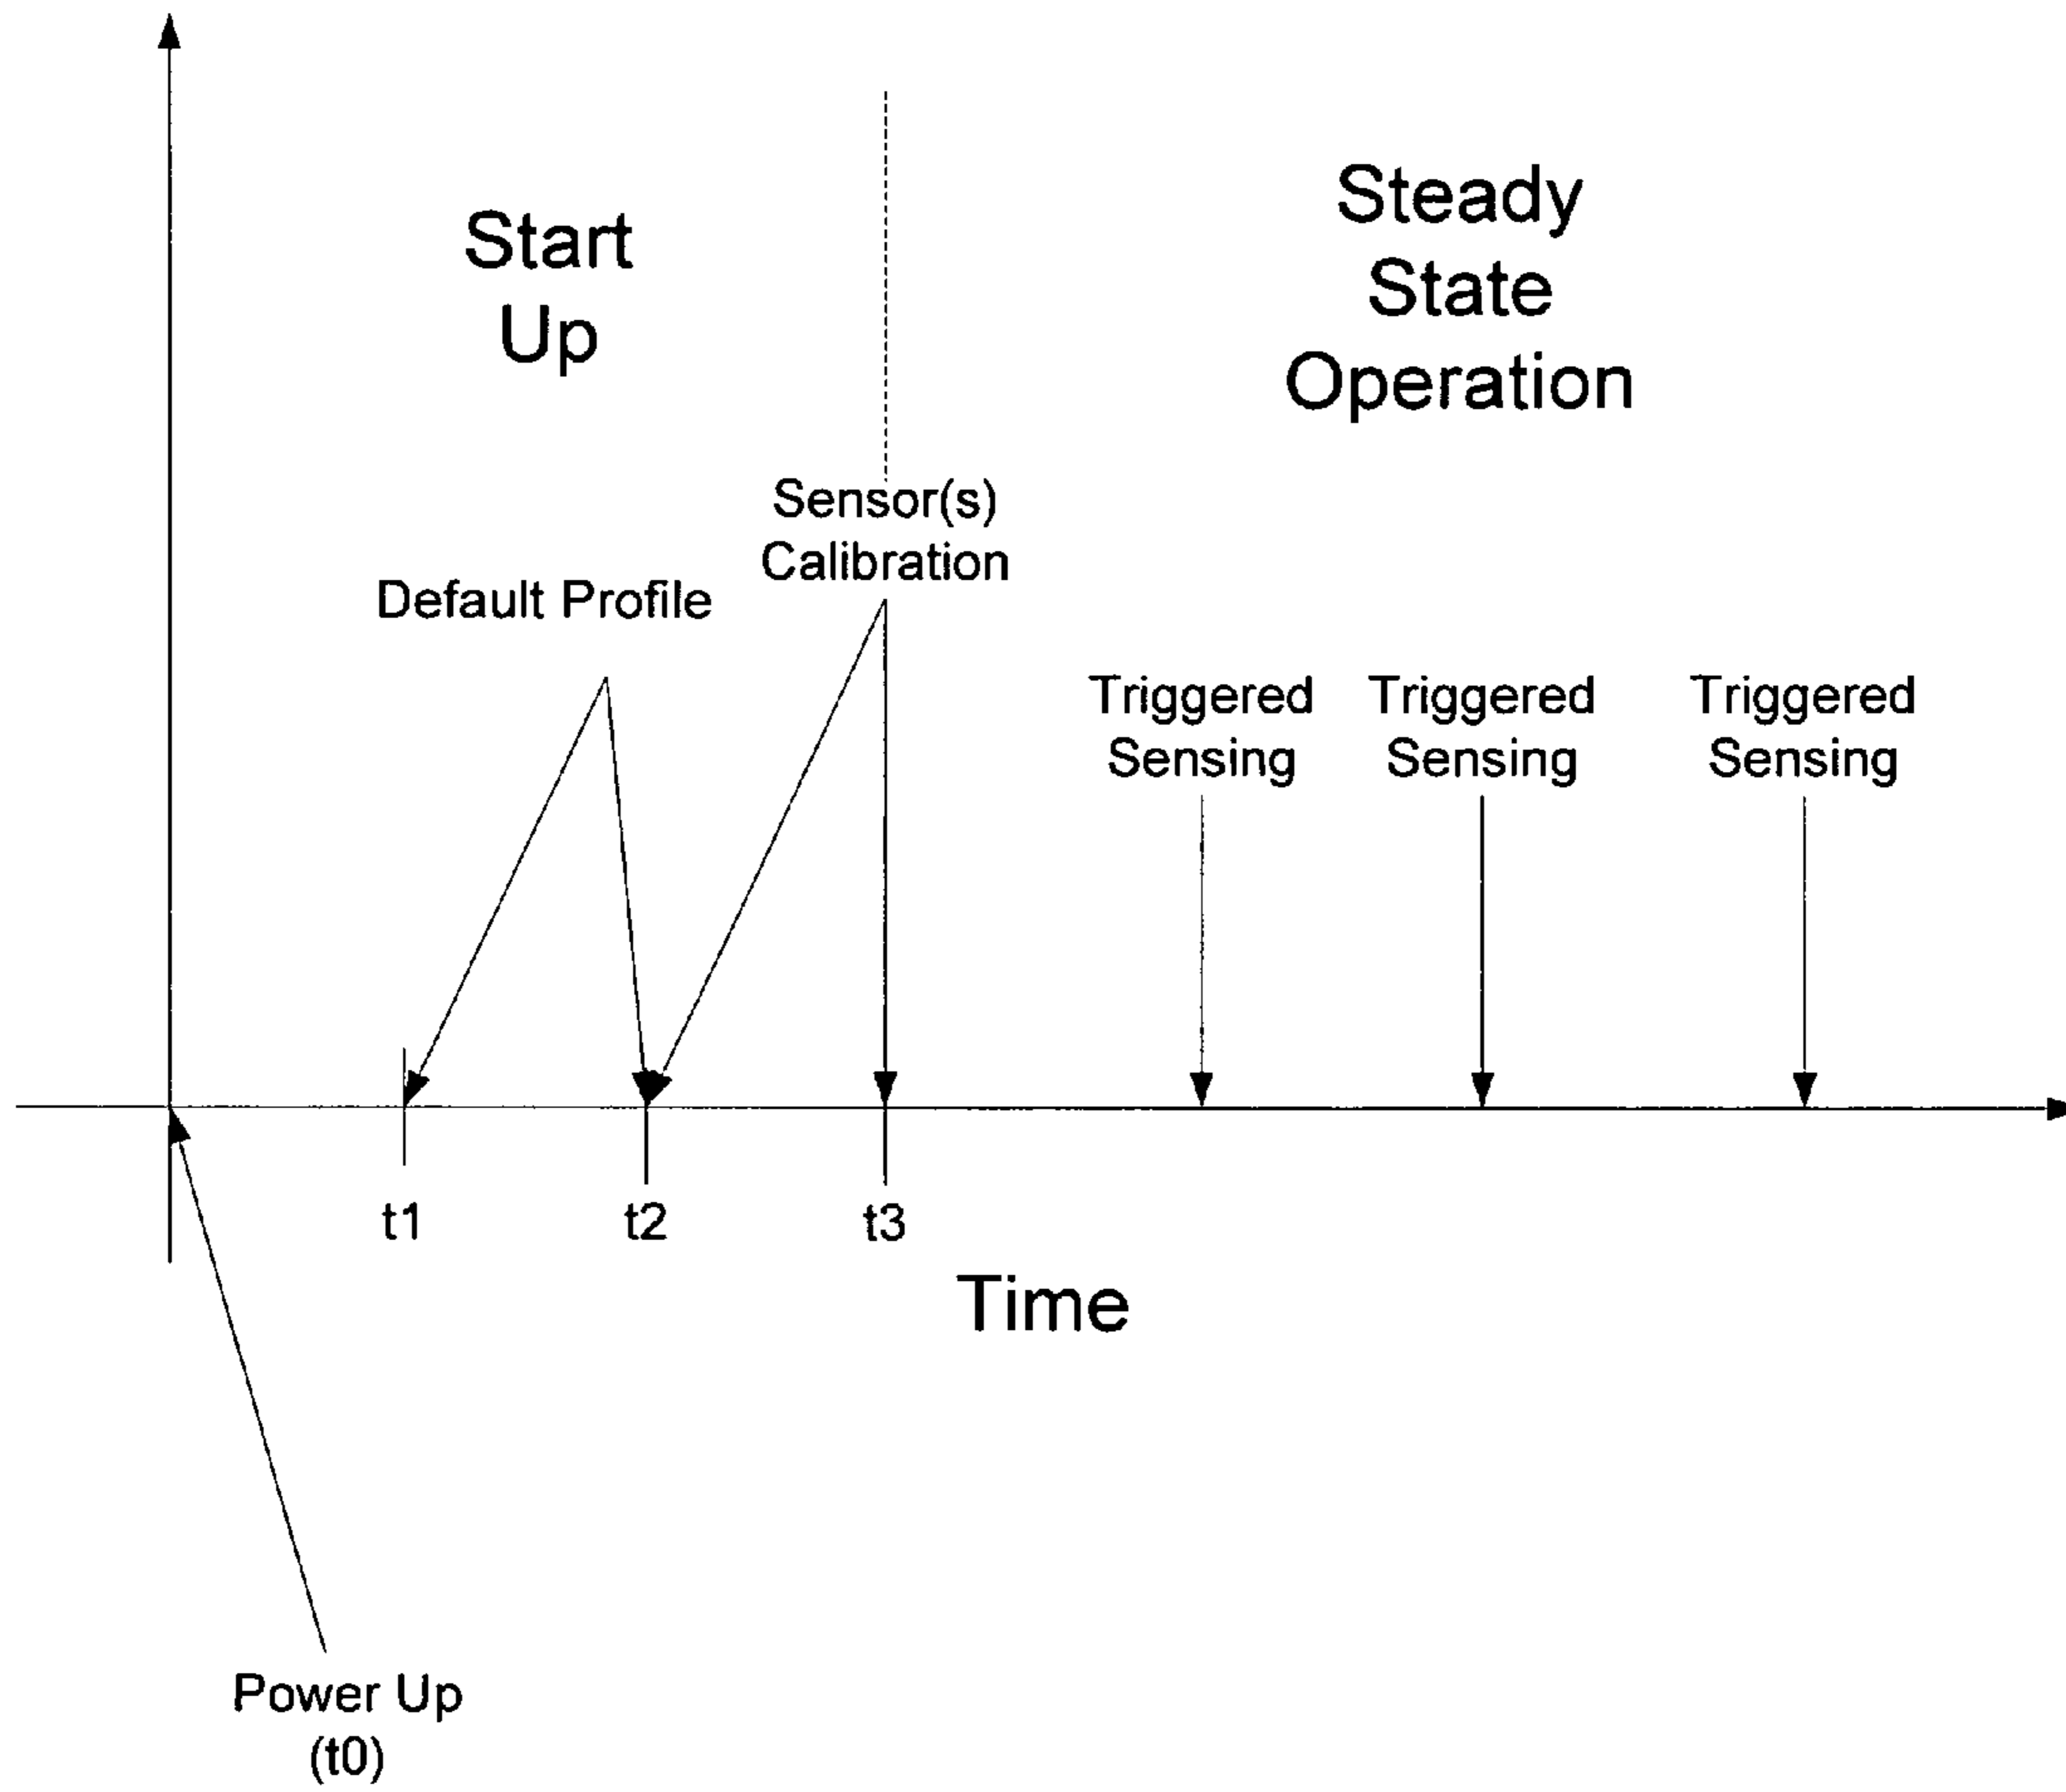 Start
Up
Steady
State
Operation
Sensor(s)
Calibration
Default Profile
Triggered
Sensing
Triggered
Sensing
Triggered
Sensing
t1
t2
t3
Time
Power Up
(t0)